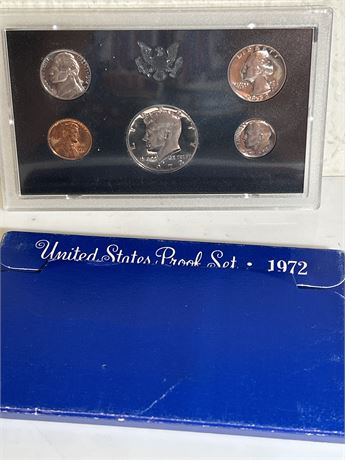 United States Proof Set • 1972